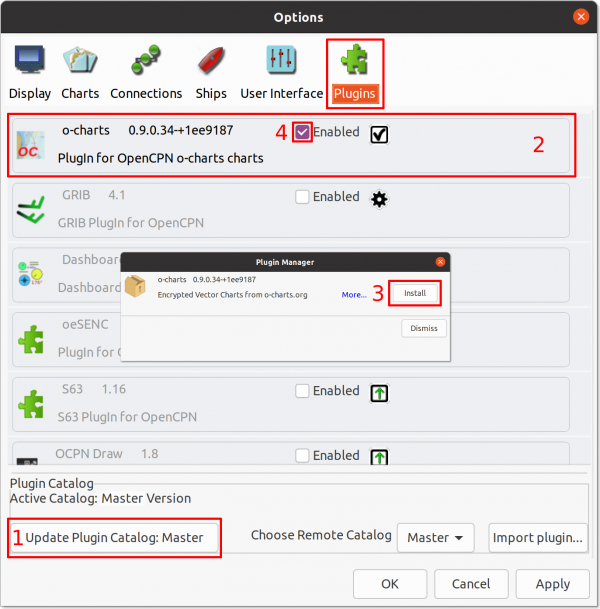 Options
Display Charts Connections Ships User Interface Plugins
o-charts 0.9.0.34-+1ee9187 4 Enabled
OC
PlugIn for OpenCPN o-charts charts
2
GRIB 4.1 Enabled
GRIB PlugIn for OpenCPN
Dashboard
Dashboard
Plugin Manager
o-charts 0.9.0.34-+1ee9187
Encrypted Vector Charts from o-charts.org More... 3 Install
Dismiss
oeSENC
PlugIn for
S63 1.16 Enabled
S63 PlugIn for OpenCPN
OCPN Draw 1.8 Enabled
Plugin Catalog
Active Catalog: Master Version
1 Update Plugin Catalog: Master Choose Remote Catalog Master Import plugin...
OK Cancel Apply